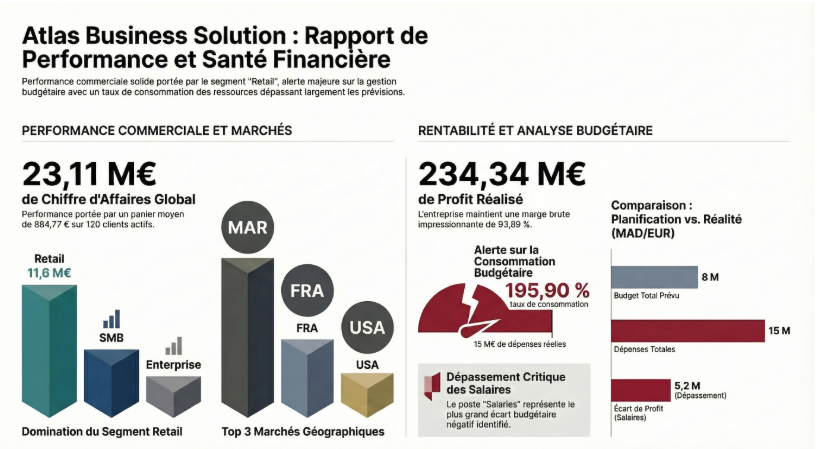 Atlas Business Solution : Rapport de
Performance et Santé Financière
Performance commerciale solide portée par le segment "Retail", alerte majeure sur la gestion
budgétaire avec un taux de consommation des ressources dépassant largement les prévisions.
PERFORMANCE COMMERCIALE ET MARCHÉS
23,11 M€
de Chiffre d'Affaires Global
Performance portée par un panier moyen
de 884,77 € sur 120 clients actifs.
Retail
11,6 M€
SMB
Enterprise
Domination du Segment Retail
MAR
FRA
FRA
USA
USA
Top 3 Marchés Géographiques
RENTABILITÉ ET ANALYSE BUDGÉTAIRE
234,34 M€
de Profit Réalisé
L'entreprise maintient une marge brute
impressionnante de 93,89 %.
Alerte sur la
Consommation
Budgétaire
195,90 %
taux de consommation
15 M€ de dépenses réelles
Dépassement Critique
des Salaires
Le poste "Salaries" représente le
plus grand écart budgétaire
négatif identifié.
Comparaison :
Planification vs. Réalité
(MAD/EUR)
8 M
Budget Total Prévu
15 M
Dépenses Totales
5,2 M
(Dépassement)
Écart de Profit
(Salaires)